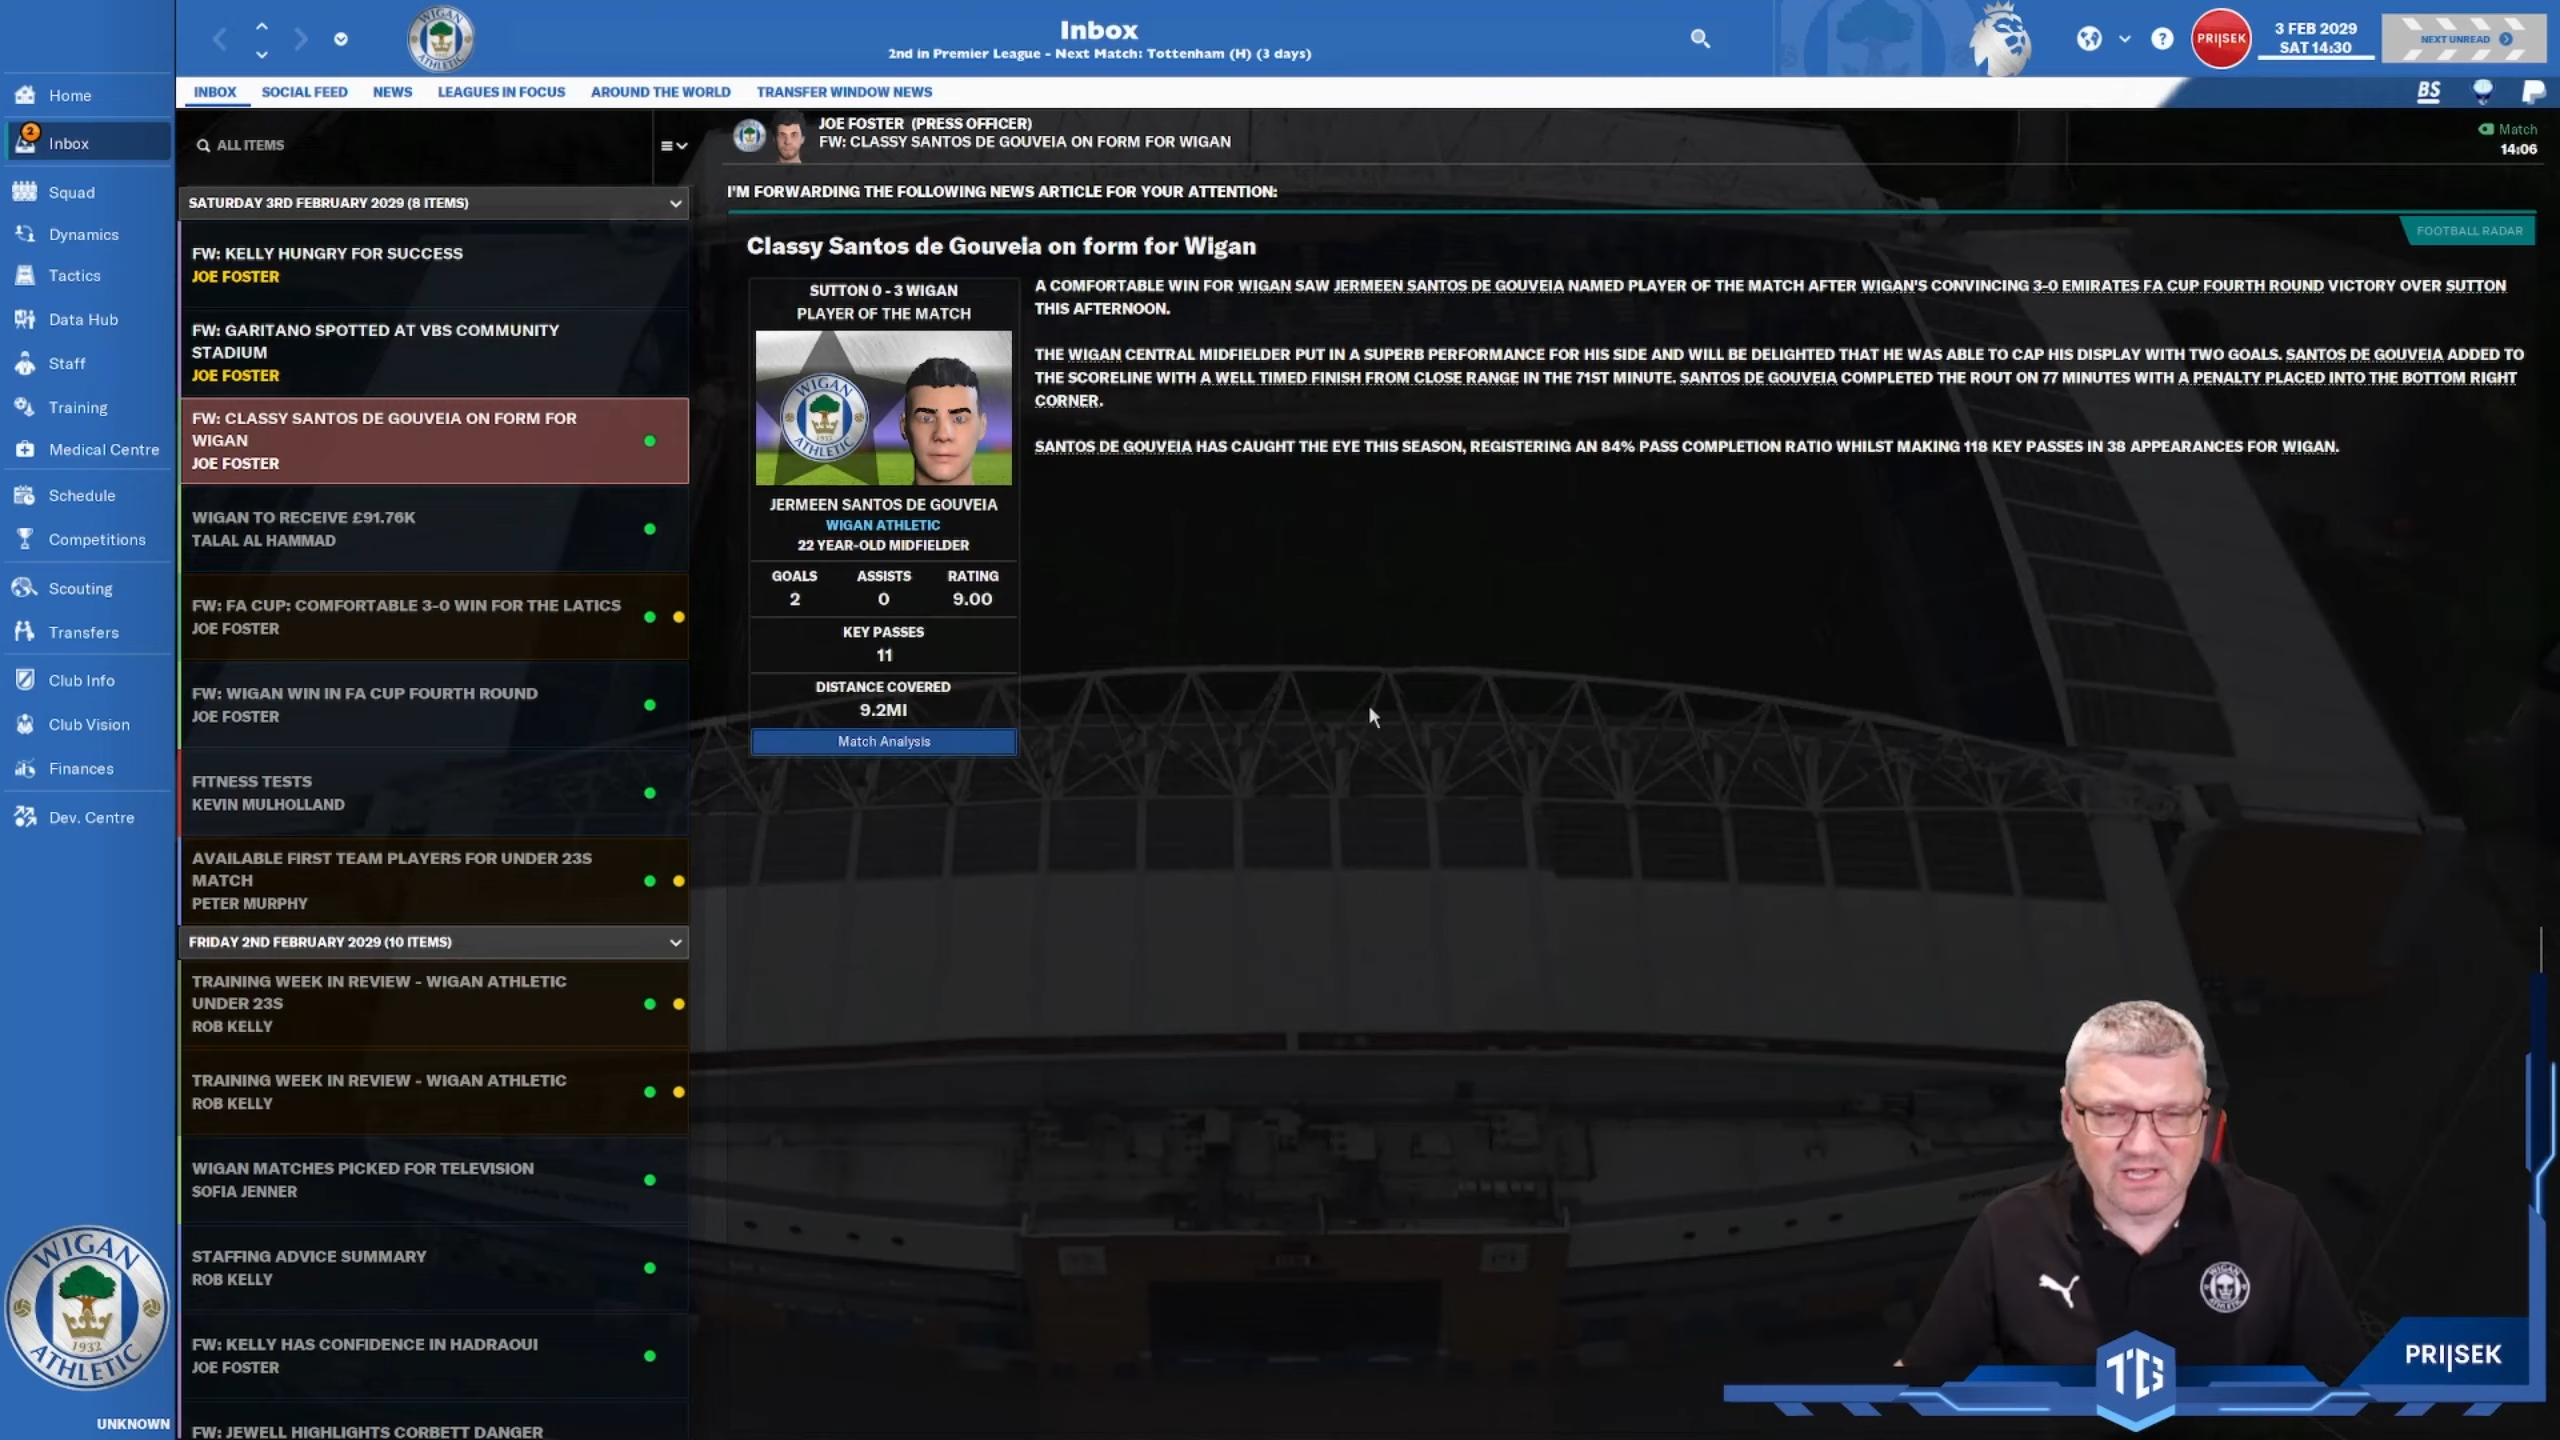 Inbox
2nd in Premier League - Next Match: Tottenham (H) (3 days)
PRI|SEK
3 FEB 2029
SAT 14:30
NEXT UNREAD
INBOX
SOCIAL FEED
NEWS
LEAGUES IN FOCUS
AROUND THE WORLD
TRANSFER WINDOW NEWS
BS
Home
2
Inbox
Squad
Dynamics
Tactics
Data Hub
Staff
Training
Medical Centre
Schedule
Competitions
Scouting
Transfers
Club Info
Club Vision
Finances
Dev. Centre
WIGAN
1932
ATHLETIC
UNKNOWN
ALL ITEMS
SATURDAY 3RD FEBRUARY 2029 (8 ITEMS)
FW: KELLY HUNGRY FOR SUCCESS
JOE FOSTER
FW: GARITANO SPOTTED AT VBS COMMUNITY
STADIUM
JOE FOSTER
FW: CLASSY SANTOS DE GOUVEIA ON FORM FOR
WIGAN
JOE FOSTER
WIGAN TO RECEIVE £91.76K
TALAL AL HAMMAD
FW: FA CUP: COMFORTABLE 3-0 WIN FOR THE LATICS
JOE FOSTER
FW: WIGAN WIN IN FA CUP FOURTH ROUND
JOE FOSTER
FITNESS TESTS
KEVIN MULHOLLAND
AVAILABLE FIRST TEAM PLAYERS FOR UNDER 23S
MATCH
PETER MURPHY
FRIDAY 2ND FEBRUARY 2029 (10 ITEMS)
TRAINING WEEK IN REVIEW - WIGAN ATHLETIC
UNDER 23S
ROB KELLY
TRAINING WEEK IN REVIEW - WIGAN ATHLETIC
ROB KELLY
WIGAN MATCHES PICKED FOR TELEVISION
SOFIA JENNER
STAFFING ADVICE SUMMARY
ROB KELLY
FW: KELLY HAS CONFIDENCE IN HADRAOUI
JOE FOSTER
FW: JEWELL HIGHLIGHTS CORBETT DANGER
JOE FOSTER (PRESS OFFICER)
FW: CLASSY SANTOS DE GOUVEIA ON FORM FOR WIGAN
Match
14:06
I'M FORWARDING THE FOLLOWING NEWS ARTICLE FOR YOUR ATTENTION:
FOOTBALL RADAR
Classy Santos de Gouveia on form for Wigan
SUTTON 0 - 3 WIGAN
PLAYER OF THE MATCH
WIGAN
1932
ATHLETIC
JERMEEN SANTOS DE GOUVEIA
WIGAN ATHLETIC
22 YEAR-OLD MIDFIELDER
GOALS ASSISTS RATING
2 0 9.00
KEY PASSES
11
DISTANCE COVERED
9.2MI
Match Analysis
A COMFORTABLE WIN FOR WIGAN SAW JERMEEN SANTOS DE GOUVEIA NAMED PLAYER OF THE MATCH AFTER WIGAN'S CONVINCING 3-0 EMIRATES FA CUP FOURTH ROUND VICTORY OVER SUTTON
THIS AFTERNOON.
THE WIGAN CENTRAL MIDFIELDER PUT IN A SUPERB PERFORMANCE FOR HIS SIDE AND WILL BE DELIGHTED THAT HE WAS ABLE TO CAP HIS DISPLAY WITH TWO GOALS. SANTOS DE GOUVEIA ADDED TO
THE SCORELINE WITH A WELL TIMED FINISH FROM CLOSE RANGE IN THE 71ST MINUTE. SANTOS DE GOUVEIA COMPLETED THE ROUT ON 77 MINUTES WITH A PENALTY PLACED INTO THE BOTTOM RIGHT
CORNER.
SANTOS DE GOUVEIA HAS CAUGHT THE EYE THIS SEASON, REGISTERING AN 84% PASS COMPLETION RATIO WHILST MAKING 118 KEY PASSES IN 38 APPEARANCES FOR WIGAN.
WIGAN
ATHLETIC
TCS
PRI|SEK